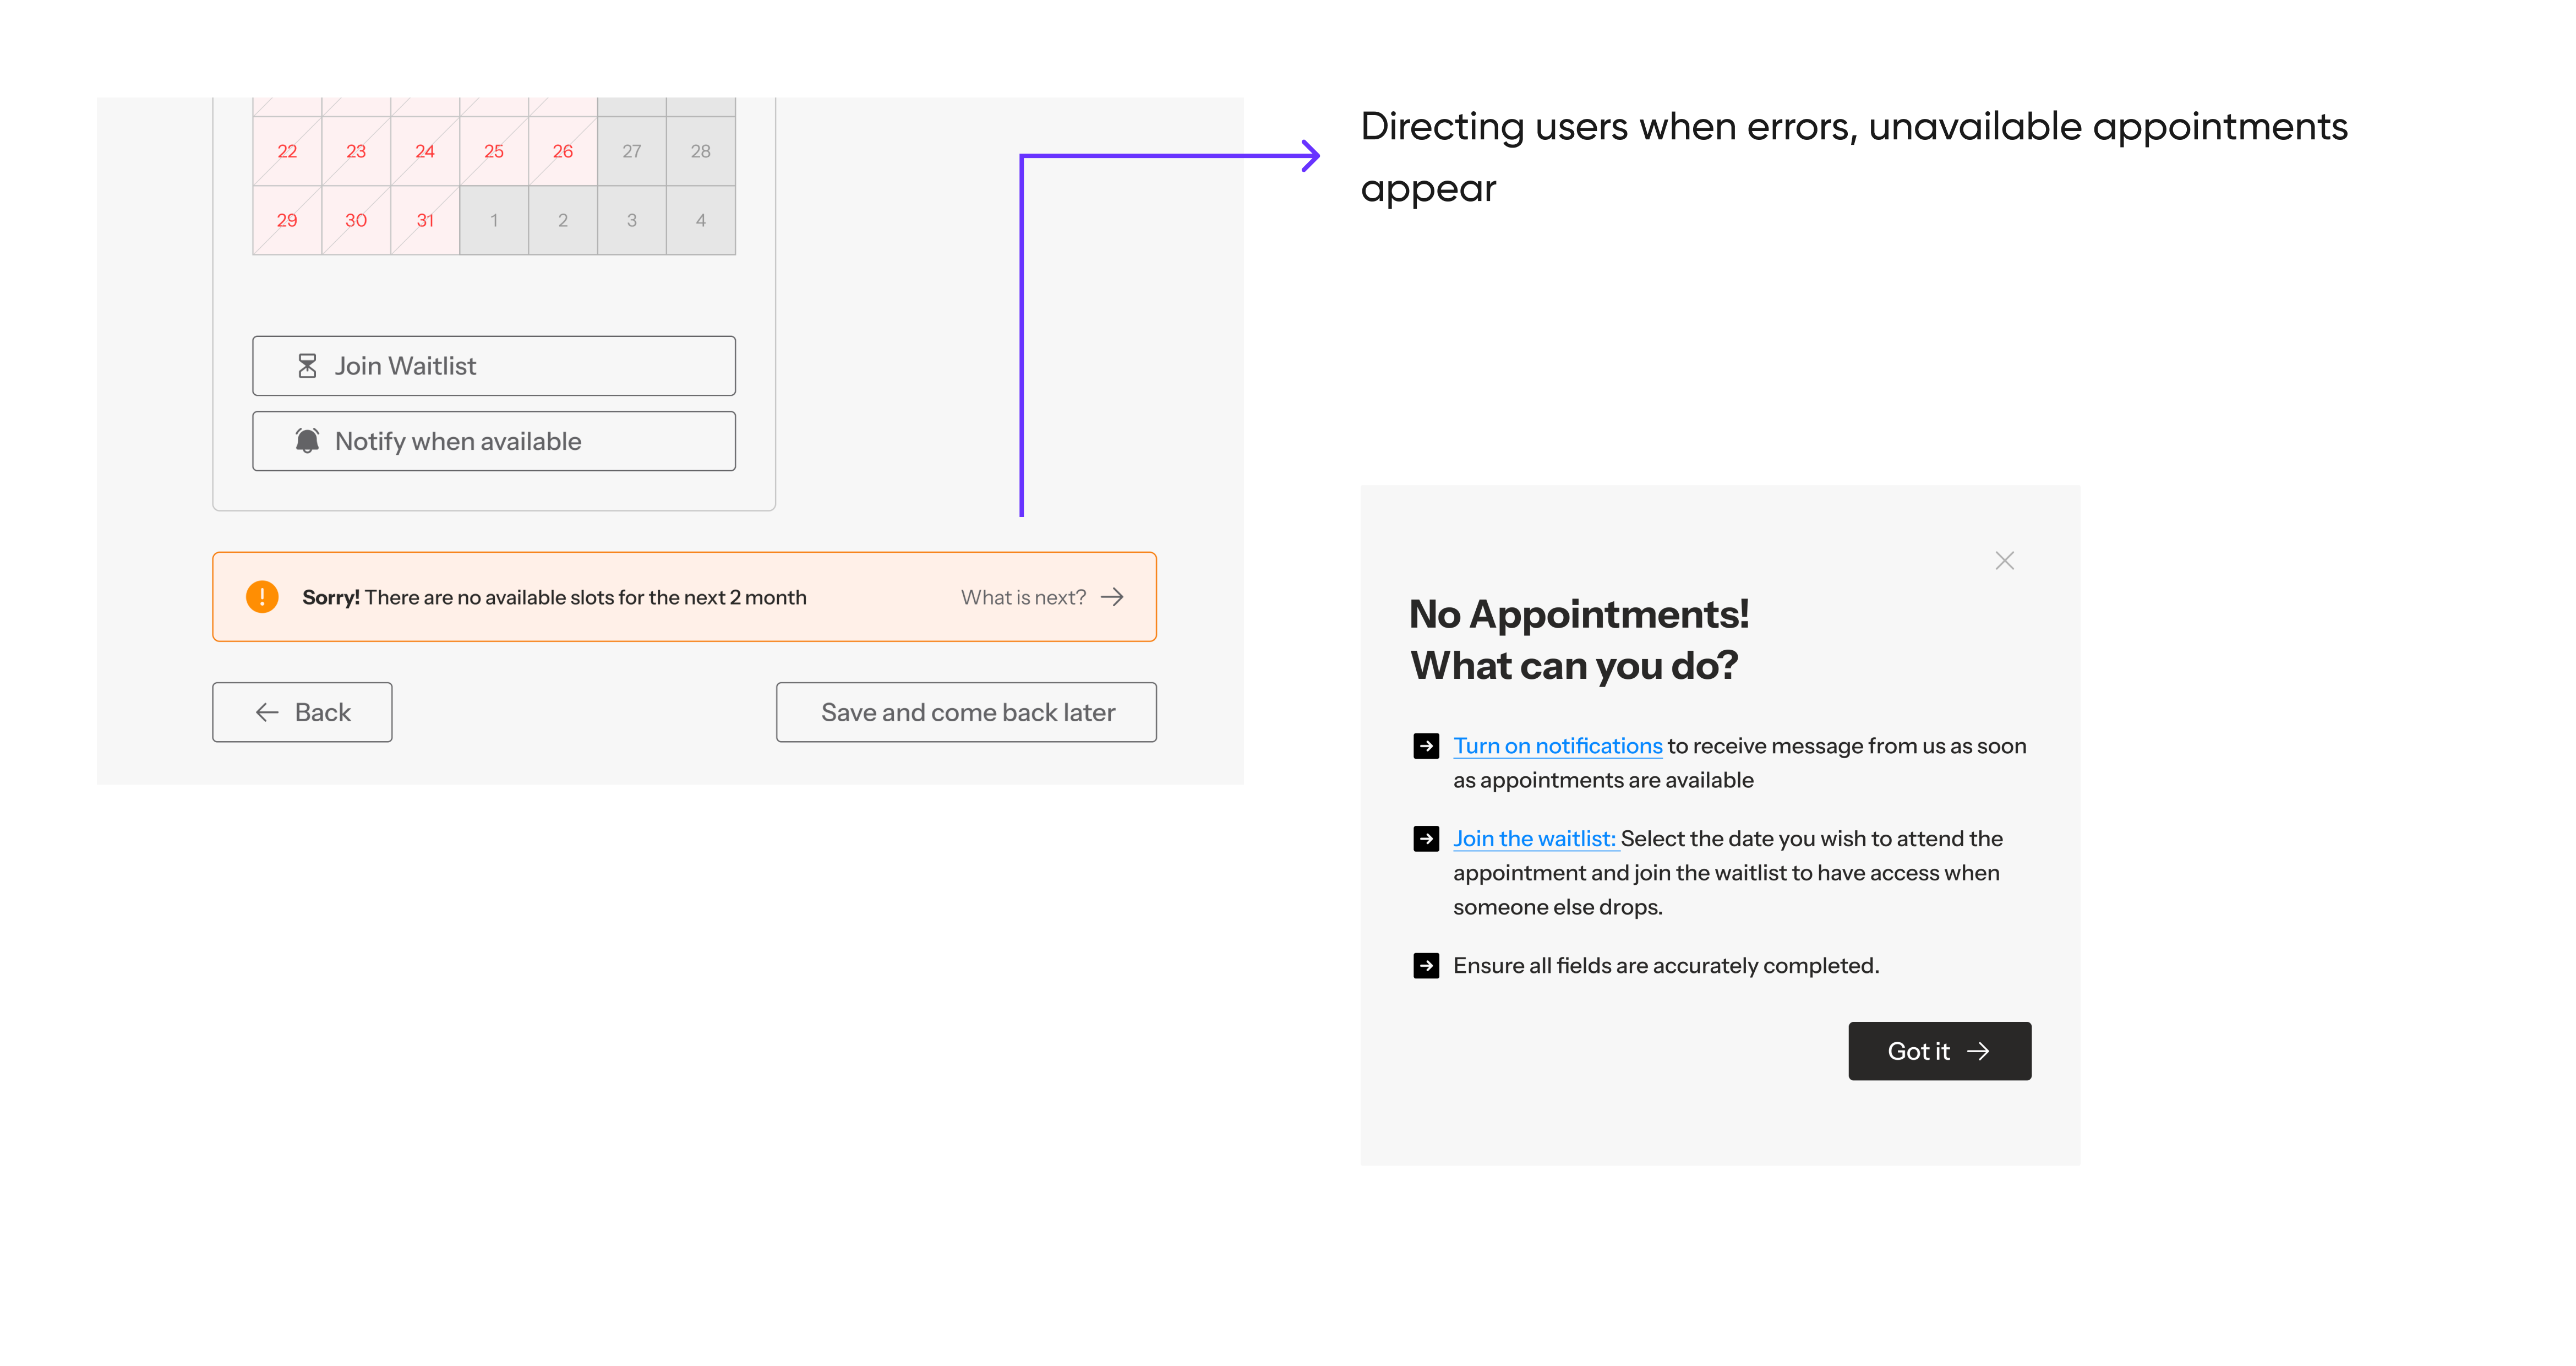 Directing users when errors, unavailable appointments
appear
22 23 24 25 26 27 28
29 30 31 1 2 3 4
Join Waitlist
Notify when available
Sorry! There are no available slots for the next 2 month
What is next?
Back
Save and come back later
No Appointments!
What can you do?
Turn on notifications to receive message from us as soon
as appointments are available
Join the waitlist: Select the date you wish to attend the
appointment and join the waitlist to have access when
someone else drops.
Ensure all fields are accurately completed.
Got it